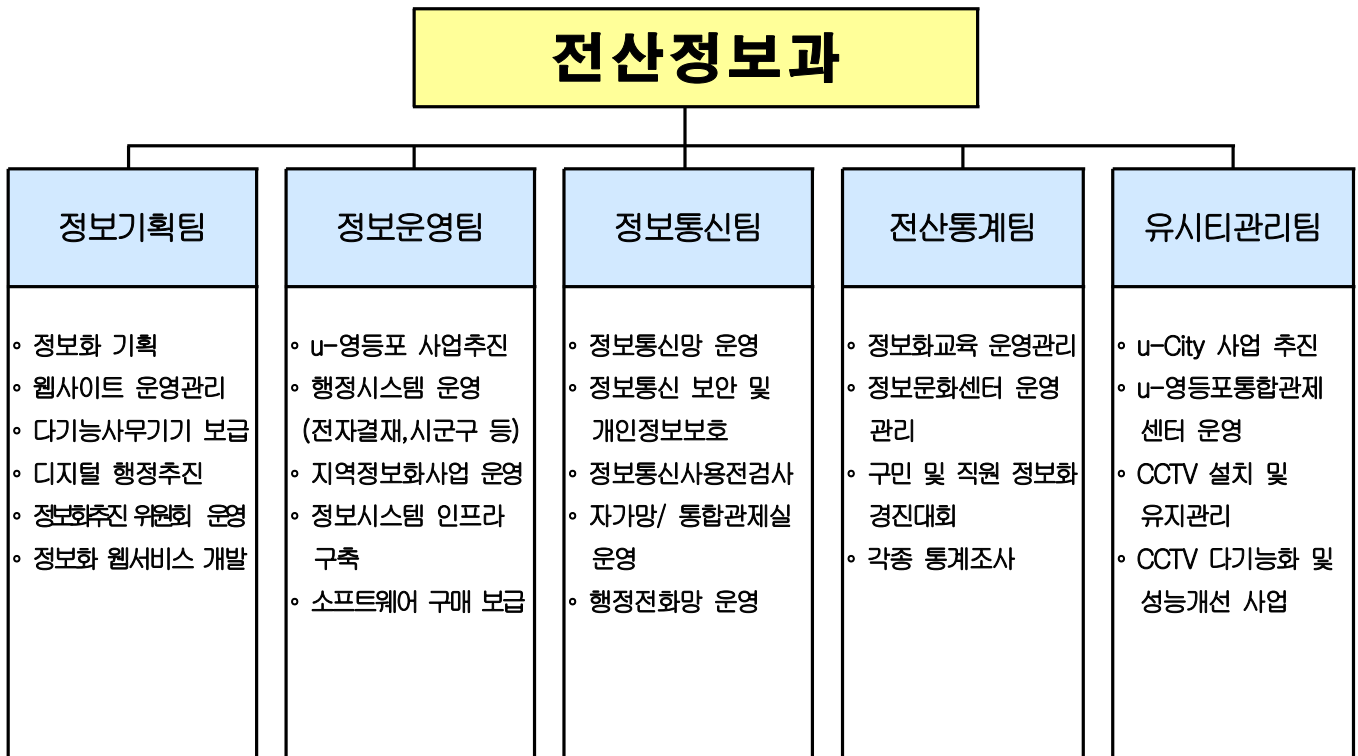 전산정보과
정보기획팀
◦ 정보화 기획
◦ 웹사이트 운영관리
◦ 다기능사무기기 보급
◦ 디지털 행정추진
◦ 정보화추진 위원회 운영
◦ 정보화 웹서비스 개발
정보운영팀
◦ u-영등포 사업추진
◦ 행정시스템 운영
(전자결재,시군구 등)
◦ 지역정보화사업 운영
◦ 정보시스템 인프라
구축
◦ 소프트웨어 구매 보급
정보통신팀
◦ 정보통신망 운영
◦ 정보통신 보안 및
개인정보보호
◦ 정보통신사용전검사
◦ 자가망/ 통합관제실
운영
◦ 행정전화망 운영
전산통계팀
◦ 정보화교육 운영관리
◦ 정보문화센터 운영
관리
◦ 구민 및 직원 정보화
경진대회
◦ 각종 통계조사
유시티관리팀
◦ u-City 사업 추진
◦ u-영등포통합관제
센터 운영
◦ CCTV 설치 및
유지관리
◦ CCTV 다기능화 및
성능개선 사업